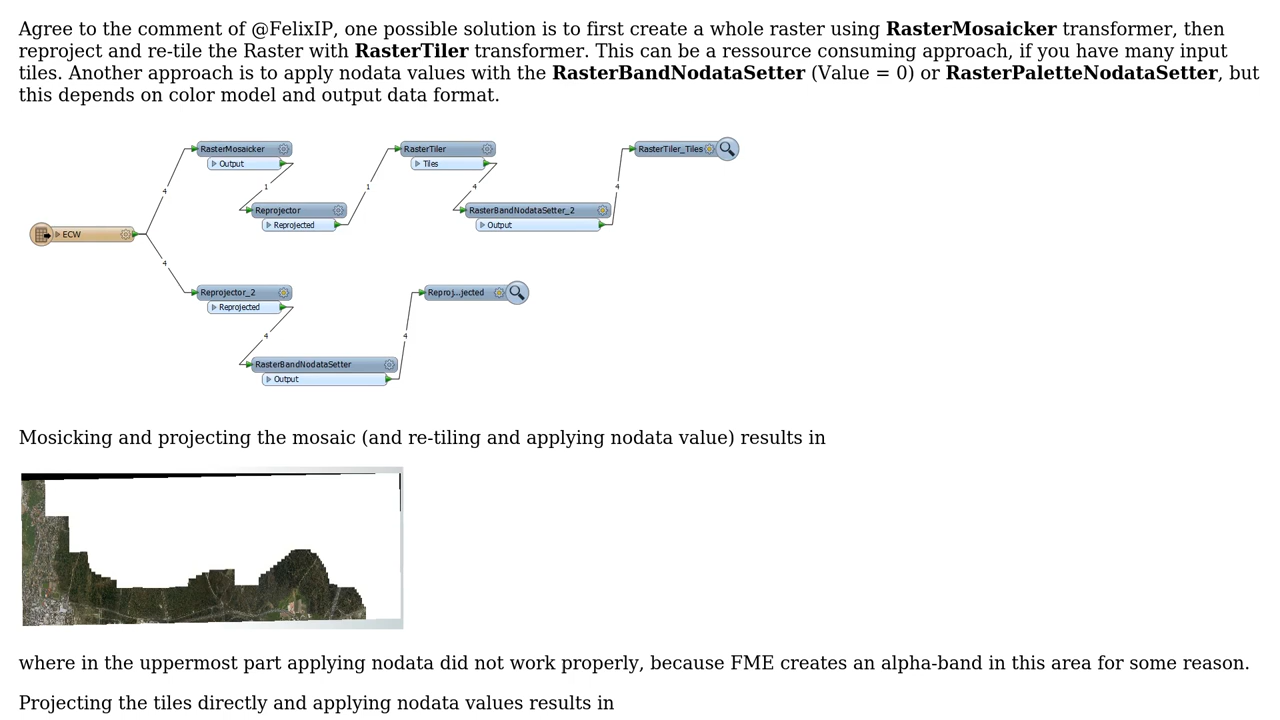 Agree to the comment of @FelixIP, one possible solution is to first create a whole raster using RasterMosaicker transformer, then
reproject and re-tile the Raster with RasterTiler transformer. This can be a ressource consuming approach, if you have many input
tiles. Another approach is to apply nodata values with the RasterBandNodataSetter (Value = 0) or RasterPaletteNodataSetter, but
this depends on color model and output data format.
RasterMosaicker
Output
RasterTiler
Tiles
RasterTiler_Tiles
4
1
1
4
4
Reprojector
Reprojected
RasterBandNodataSetter_2
Output
ECW
4
Reprojector_2
Reprojected
Reproj...jected
4
4
RasterBandNodataSetter
Output
Mosicking and projecting the mosaic (and re-tiling and applying nodata value) results in
where in the uppermost part applying nodata did not work properly, because FME creates an alpha-band in this area for some reason.
Projecting the tiles directly and applying nodata values results in